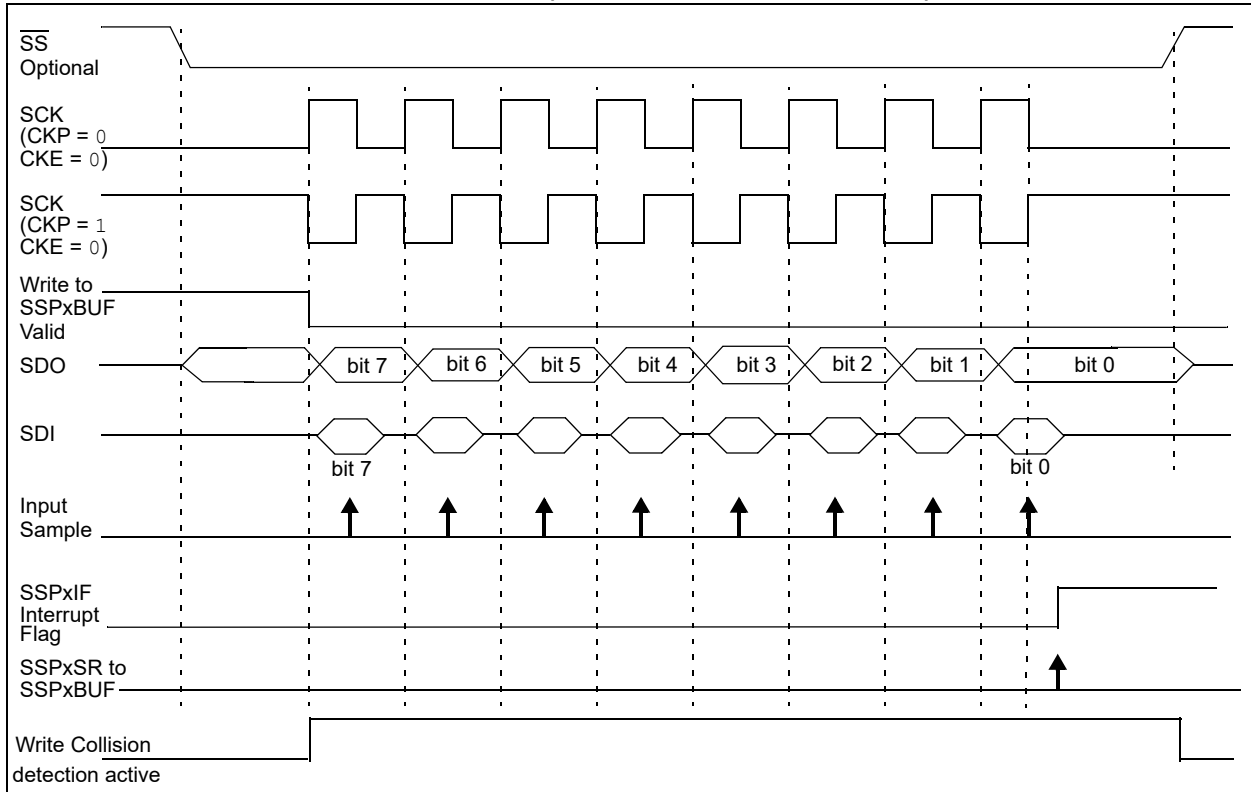 SS
Optional
SCK
(CKP = 0
CKE = 0)
SCK
(CKP = 1
CKE = 0)
Write to
SSPxBUF
Valid
SDO
bit 7
bit 6
bit 5
bit 4
bit 3
bit 2
bit 1
bit 0
SDI
bit 7
bit 0
Input
Sample
SSPxIF
Interrupt
Flag
SSPxSR to
SSPxBUF
Write Collision
detection active